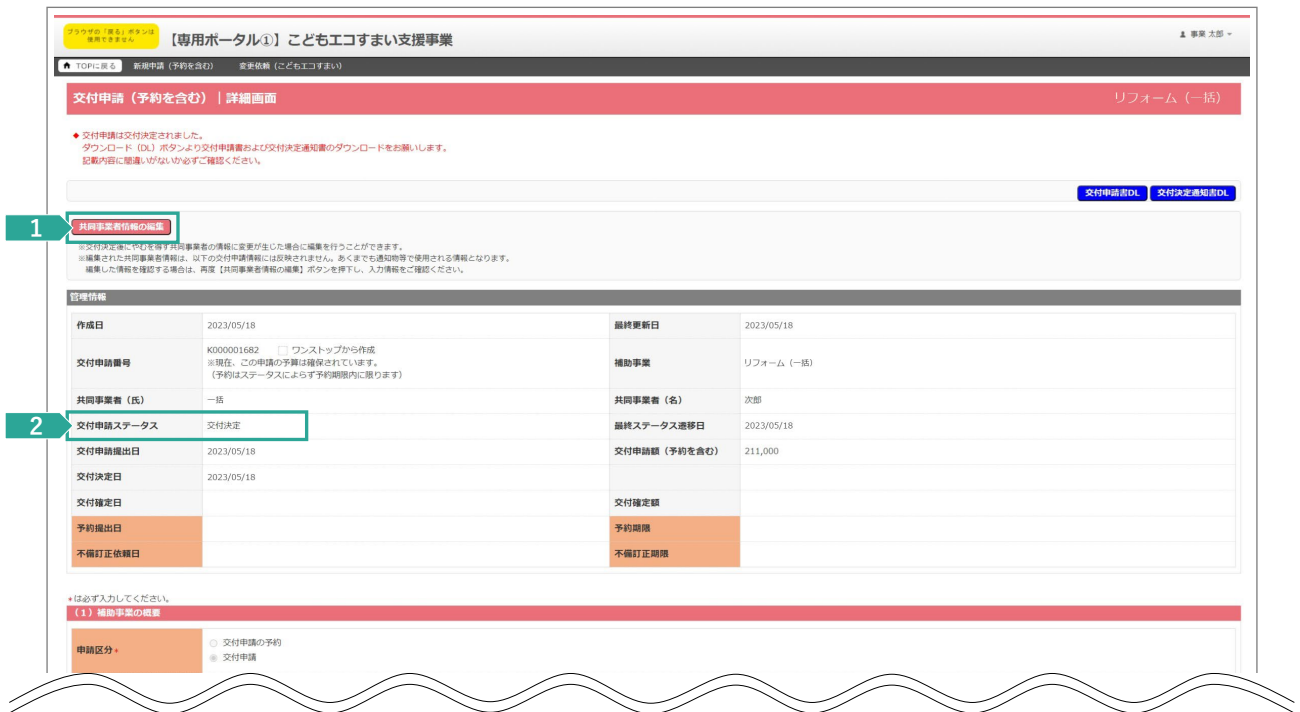 ブラウザの「戻る」ボタンは
使用できません
【専用ポータル①】こどもエコすまい支援事業
事業 太郎
TOPに戻る 新規申請（予約を含む） 変更依頼（こどもエコすまい）
交付申請（予約を含む）｜詳細画面 リフォーム（一括）
◆ 交付申請は交付決定されました。
ダウンロード（DL）ボタンより交付申請書および交付決定通知書のダウンロードをお願いします。
記載内容に間違いがないか必ずご確認ください。
交付申請書DL 交付決定通知書DL
1 共同事業者情報の編集
※交付決定後にやむを得ず共同事業者の情報に変更が生じた場合に編集を行うことができます。
※編集された共同事業者情報は、以下の交付申請情報には反映されません。あくまでも通知物等で使用される情報となります。
編集した情報を確認する場合は、再度【共同事業者情報の編集】ボタンを押下し、入力情報をご確認ください。
管理情報
作成日 2023/05/18 最終更新日 2023/05/18
交付申請番号 K000001682 ワンストップから作成
※現在、この申請の予算は確保されています。
（予約はステータスによらず予約期限内に限ります）
補助事業 リフォーム（一括）
共同事業者（氏） 一括 共同事業者（名） 次郎
2 交付申請ステータス 交付決定 最終ステータス遷移日 2023/05/18
交付申請提出日 2023/05/18 交付申請額（予約を含む） 211,000
交付決定日 2023/05/18
交付確定日 交付確定額
予約提出日 予約期限
不備訂正依頼日 不備訂正期限
*は必ず入力してください。
（1）補助事業の概要
申請区分* 交付申請の予約
交付申請